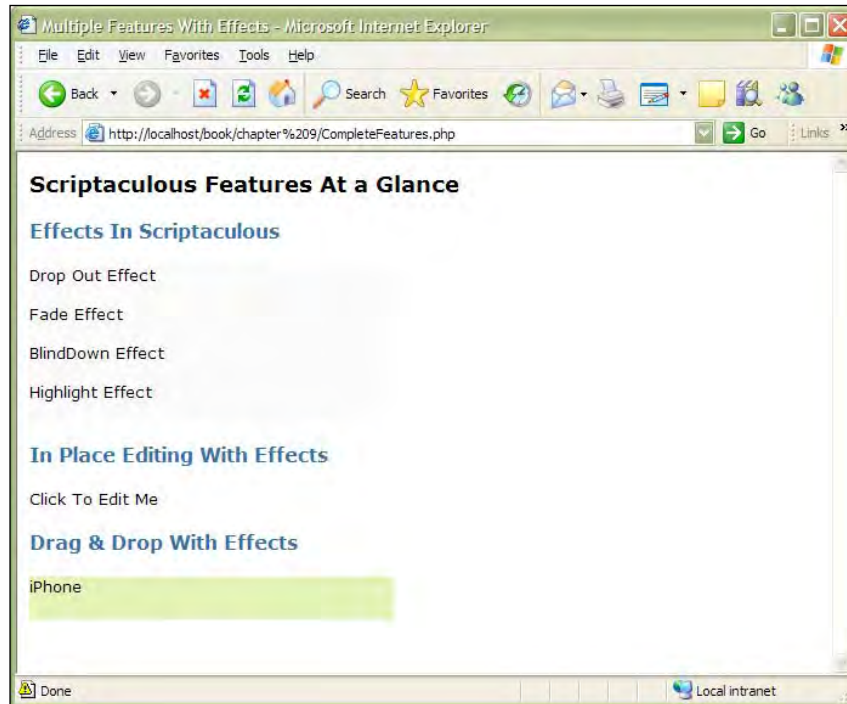 Multiple Features With Effects - Microsoft Internet Explorer
File Edit View Favorites Tools Help
Back Search Favorites
Address http://localhost/book/chapter%209/CompleteFeatures.php Go Links »
Scriptaculous Features At a Glance
Effects In Scriptaculous
Drop Out Effect
Fade Effect
BlindDown Effect
Highlight Effect
In Place Editing With Effects
Click To Edit Me
Drag & Drop With Effects
iPhone
Done Local intranet